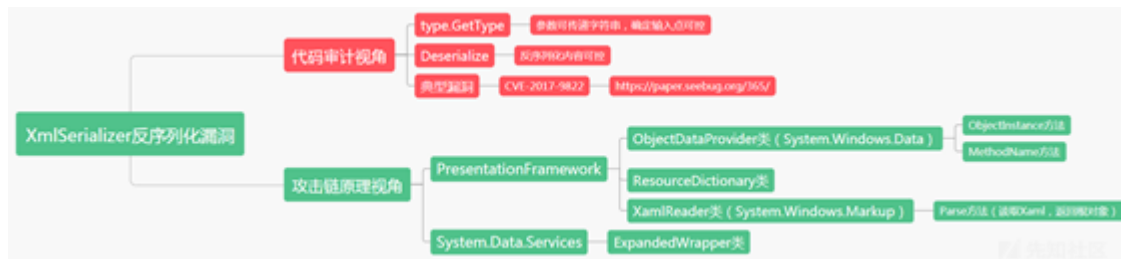 XmlSerializer反序列化漏洞
代码审计视角
type.GetType
参数可传递字符串，确定输入点可控
Deserialize
反序列化内容可控
典型漏洞
CVE-2017-9822
https://paper.seebug.org/365/
攻击链原理视角
PresentationFramework
ObjectDataProvider类（System.Windows.Data）
ObjectInstance方法
MethodName方法
ResourceDictionary类
XamlReader类（System.Windows.Markup）
Parse方法（读取Xaml，返回根对象）
System.Data.Services
ExpandedWrapper类
先知社区